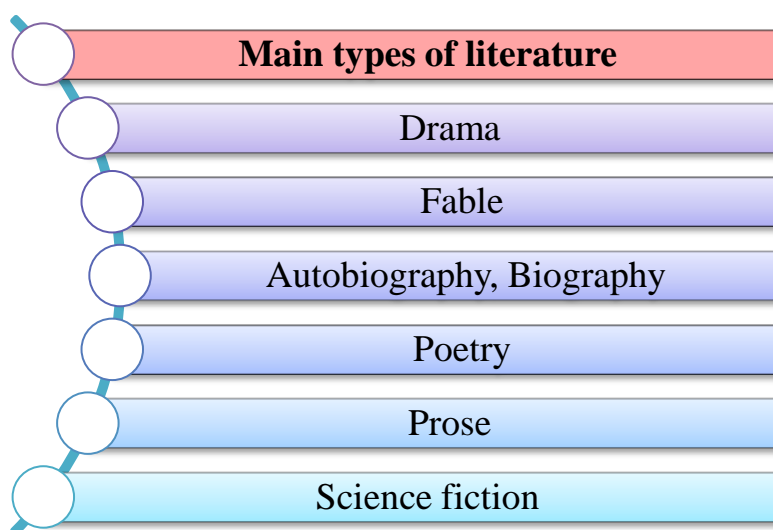 Main types of literature
Drama
Fable
Autobiography, Biography
Poetry
Prose
Science fiction